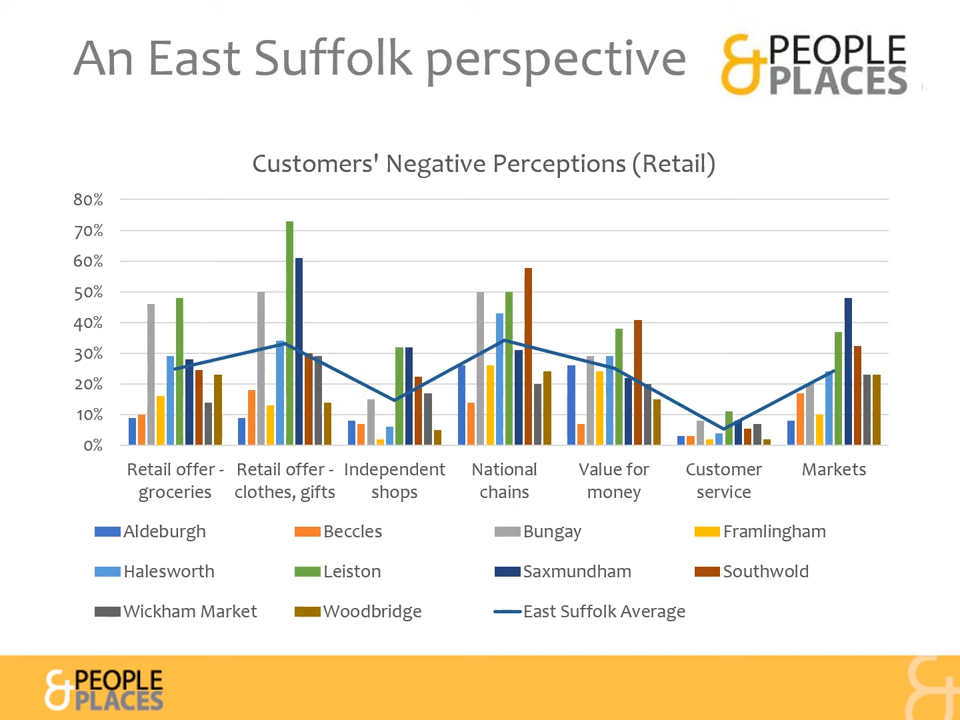 An East Suffolk perspective
& PEOPLE
PLACES
Customers' Negative Perceptions (Retail)
80%
70%
60%
50%
40%
30%
20%
10%
0%
Retail offer - groceries
Retail offer - clothes, gifts
Independent shops
National chains
Value for money
Customer service
Markets
Aldeburgh
Beccles
Bungay
Framlingham
Halesworth
Leiston
Saxmundham
Southwold
Wickham Market
Woodbridge
East Suffolk Average
& PEOPLE
PLACES
&